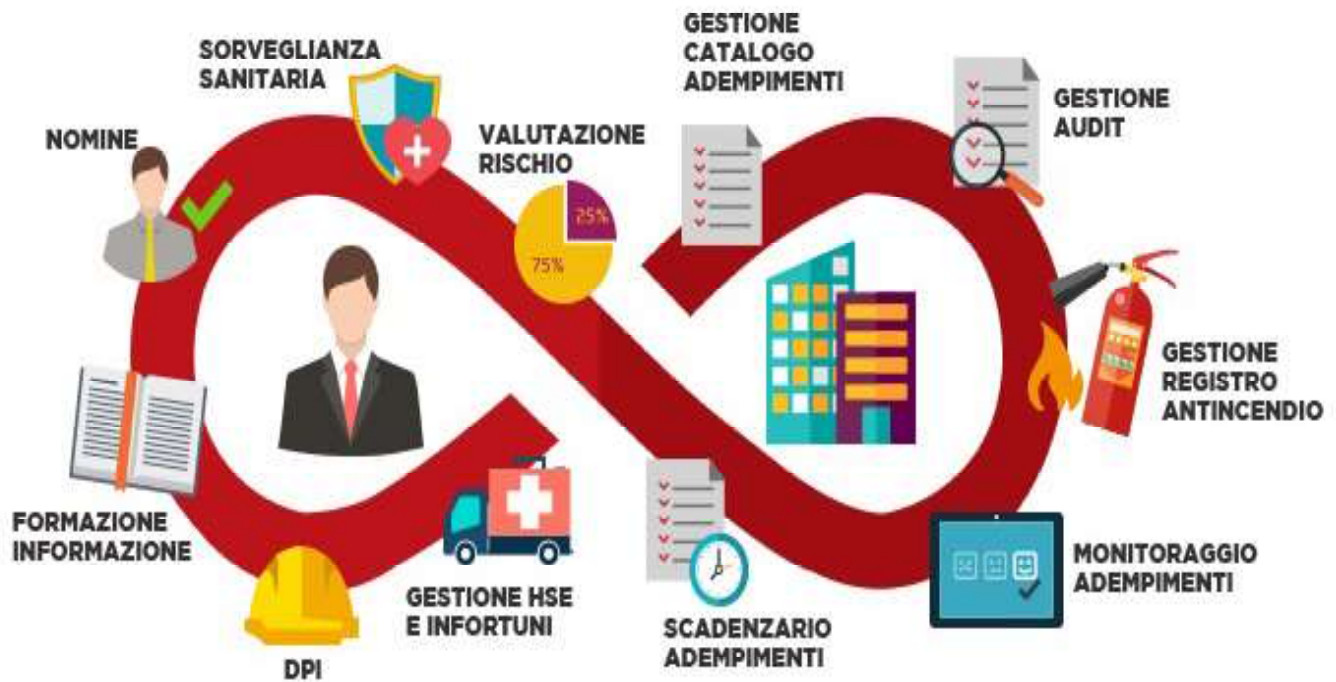 SORVEGLIANZA
SANITARIA
NOMINE
VALUTAZIONE
RISCHIO
25%
75%
FORMAZIONE
INFORMAZIONE
DPI
GESTIONE HSE
E INFORTUNI
GESTIONE
CATALOGO
ADEMPIMENTI
GESTIONE
AUDIT
GESTIONE
REGISTRO
ANTINCENDIO
MONITORAGGIO
ADEMPIMENTI
SCADENZARIO
ADEMPIMENTI